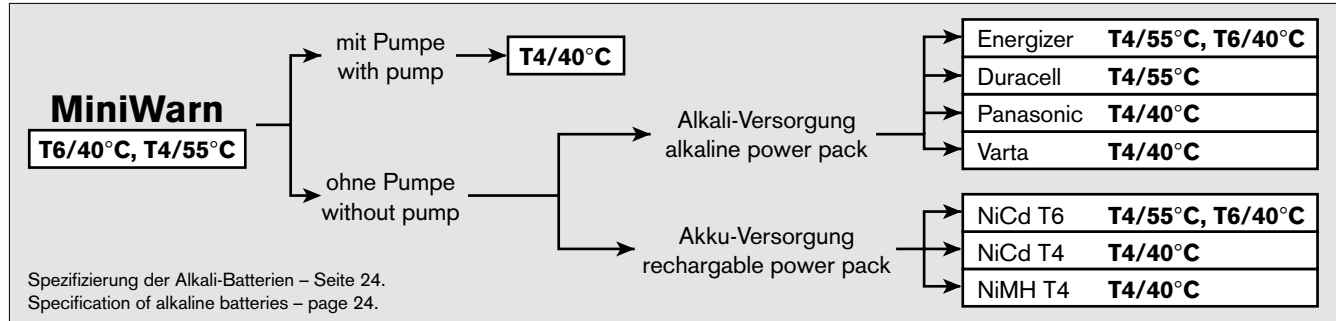 MiniWarn
T6/40°C, T4/55°C
mit Pumpe
with pump
T4/40°C
ohne Pumpe
without pump
Alkali-Versorgung
alkaline power pack
Energizer T4/55°C, T6/40°C
Duracell T4/55°C
Panasonic T4/40°C
Varta T4/40°C
Akku-Versorgung
rechargable power pack
NiCd T6 T4/55°C, T6/40°C
NiCd T4 T4/40°C
NiMH T4 T4/40°C
Spezifizierung der Alkali-Batterien – Seite 24.
Specification of alkaline batteries – page 24.